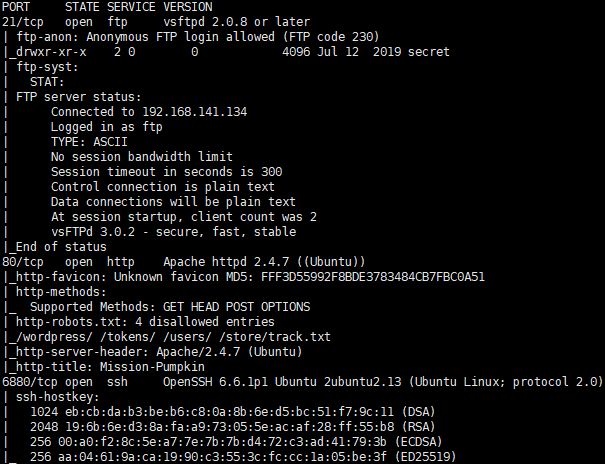 PORT     STATE SERVICE VERSION
21/tcp   open  ftp     vsftpd 2.0.8 or later
| ftp-anon: Anonymous FTP login allowed (FTP code 230)
|_drwxr-xr-x    2 0        0            4096 Jul 12  2019 secret
| ftp-syst:
|   STAT:
| FTP server status:
|      Connected to 192.168.141.134
|      Logged in as ftp
|      TYPE: ASCII
|      No session bandwidth limit
|      Session timeout in seconds is 300
|      Control connection is plain text
|      Data connections will be plain text
|      At session startup, client count was 2
|      vsFTPd 3.0.2 - secure, fast, stable
|_End of status
80/tcp   open  http    Apache httpd 2.4.7 ((Ubuntu))
|_http-favicon: Unknown favicon MD5: FFF3D55992F8BDE3783484CB7FBC0A51
| http-methods:
|_  Supported Methods: GET HEAD POST OPTIONS
| http-robots.txt: 4 disallowed entries
|_/wordpress/ /tokens/ /users/ /store/track.txt
|_http-server-header: Apache/2.4.7 (Ubuntu)
|_http-title: Mission-Pumpkin
6880/tcp open  ssh     OpenSSH 6.6.1p1 Ubuntu 2ubuntu2.13 (Ubuntu Linux; protocol 2.0)
| ssh-hostkey:
|   1024 eb:cb:da:b3:be:b6:c8:0a:8b:6e:d5:bc:51:f7:9c:11 (DSA)
|   2048 19:6b:6e:d3:8a:fa:a9:73:05:5e:ac:af:28:ff:55:b8 (RSA)
|   256 00:a0:f2:8c:5e:a7:7e:7b:7b:d4:72:c3:ad:41:79:3b (ECDSA)
|_  256 aa:04:61:9a:ca:19:90:c3:55:3c:fc:cc:1a:05:be:3f (ED25519)